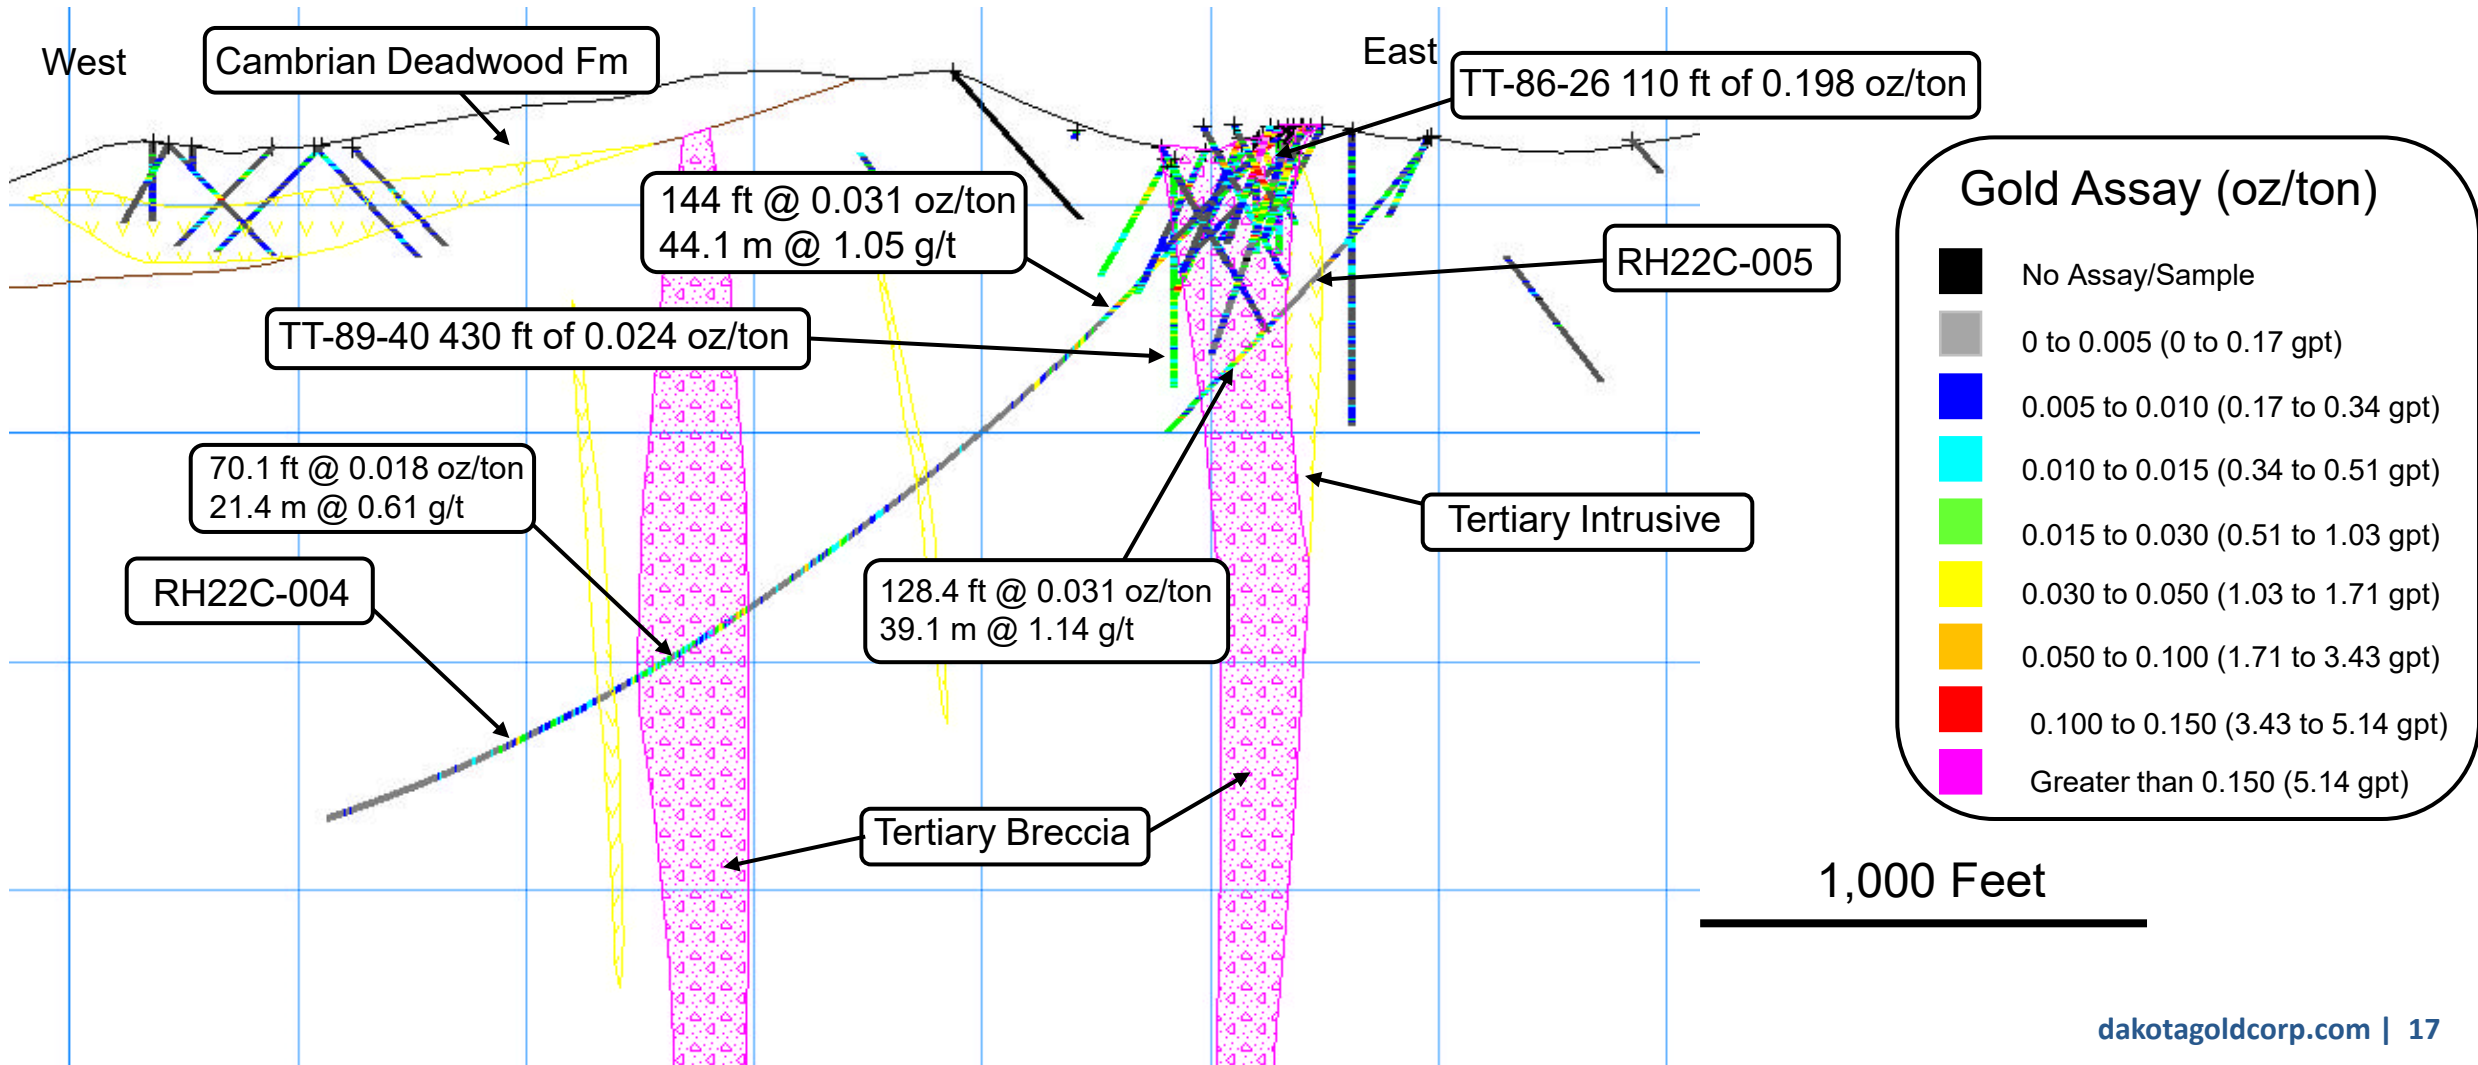 West
Cambrian Deadwood Fm
East
TT-86-26 110 ft of 0.198 oz/ton
144 ft @ 0.031 oz/ton
44.1 m @ 1.05 g/t
RH22C-005
TT-89-40 430 ft of 0.024 oz/ton
70.1 ft @ 0.018 oz/ton
21.4 m @ 0.61 g/t
RH22C-004
Tertiary Intrusive
128.4 ft @ 0.031 oz/ton
39.1 m @ 1.14 g/t
Tertiary Breccia
Gold Assay (oz/ton)
No Assay/Sample
0 to 0.005 (0 to 0.17 gpt)
0.005 to 0.010 (0.17 to 0.34 gpt)
0.010 to 0.015 (0.34 to 0.51 gpt)
0.015 to 0.030 (0.51 to 1.03 gpt)
0.030 to 0.050 (1.03 to 1.71 gpt)
0.050 to 0.100 (1.71 to 3.43 gpt)
0.100 to 0.150 (3.43 to 5.14 gpt)
Greater than 0.150 (5.14 gpt)
1,000 Feet
dakotagoldcorp.com | 17